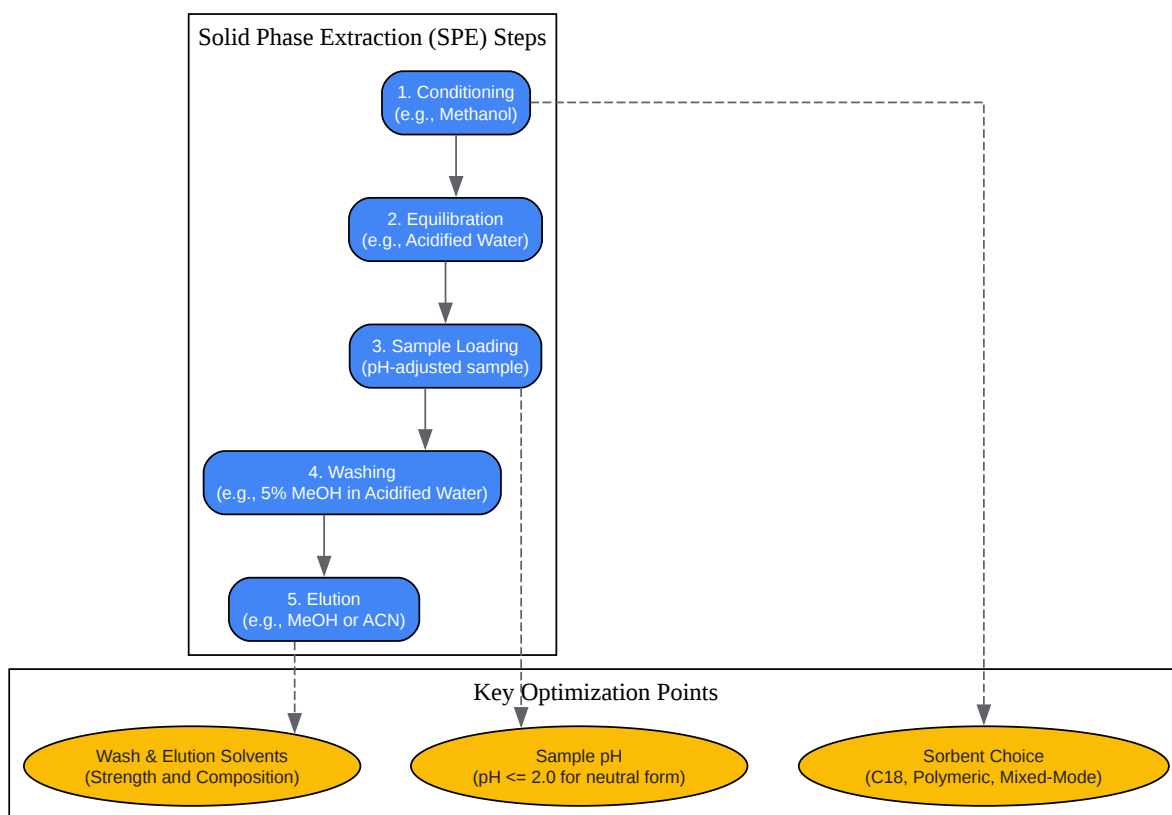 Solid Phase Extraction (SPE) Steps
1. Conditioning
(e.g., Methanol)
2. Equilibration
(e.g., Acidified Water)
3. Sample Loading
(pH-adjusted sample)
4. Washing
(e.g., 5% MeOH in Acidified Water)
5. Elution
(e.g., MeOH or ACN)
Key Optimization Points
Wash & Elution Solvents
(Strength and Composition)
Sample pH
(pH <= 2.0 for neutral form)
Sorbent Choice
(C18, Polymeric, Mixed-Mode)